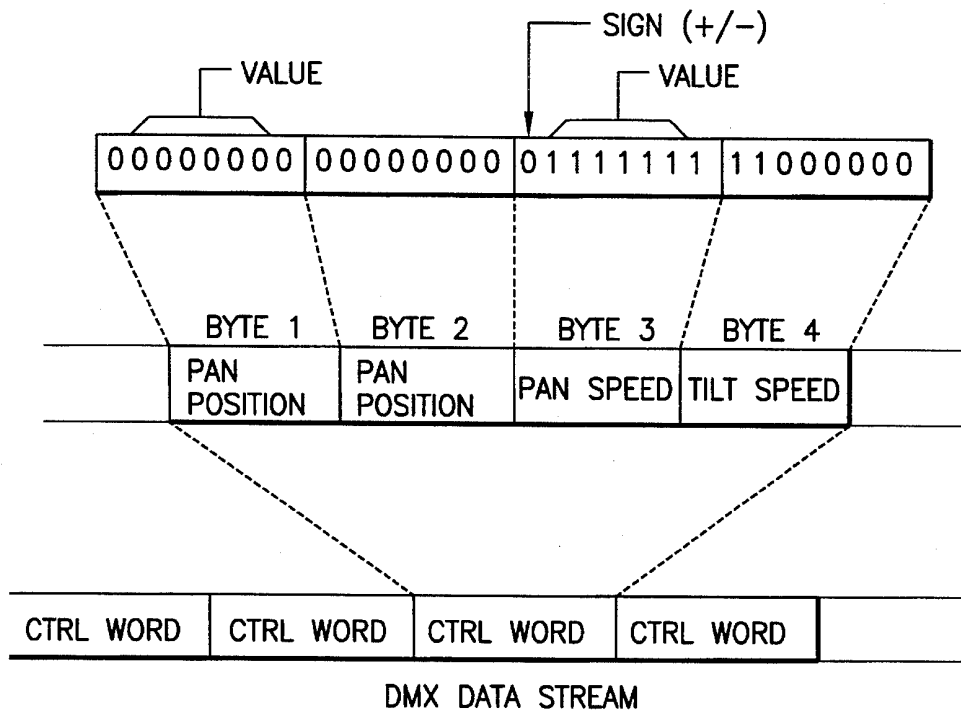 SIGN (+/−)
VALUE
VALUE
00000000 00000000 01111111 11000000
BYTE 1 BYTE 2 BYTE 3 BYTE 4
PAN POSITION
PAN POSITION
PAN SPEED
TILT SPEED
CTRL WORD CTRL WORD CTRL WORD CTRL WORD
DMX DATA STREAM